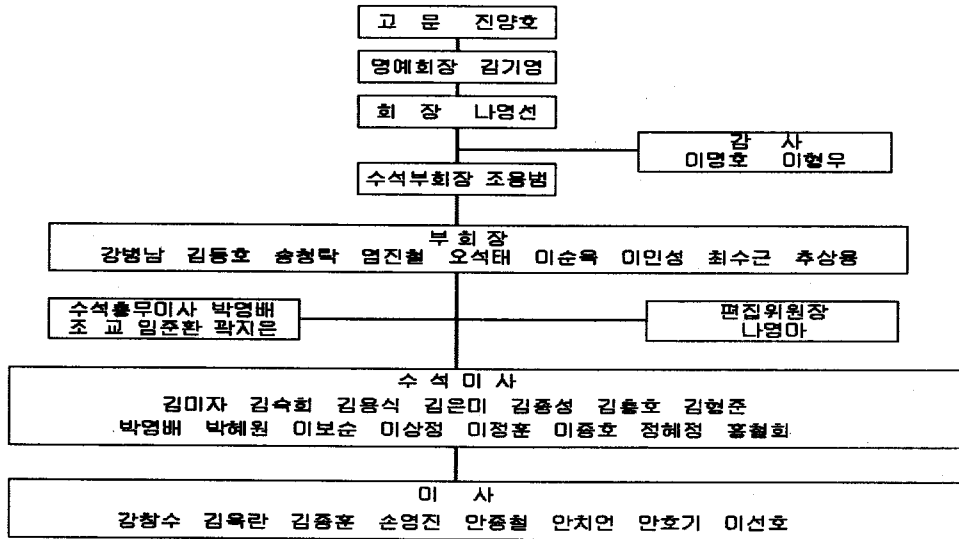 고 문 진양호
명예회장 김기영
회 장 나영선
감 사
이명호 이형우
수석부회장 조용범
부 회 장
강병남 김동호 송청락 염진철 오석태 이순옥 이인성 최수근 추상용
수석총무이사 박영배
조 교 임준환 곽지은
편집위원장
나영아
수 석 이 사
김미자 김숙희 김용식 김은미 김종성 김충호 김형준
박영배 박혜원 이보순 이상정 이정훈 이종호 정혜정 홍철희
이 사
강창수 김옥란 김종훈 손영진 안종철 안치언 안호기 이선호